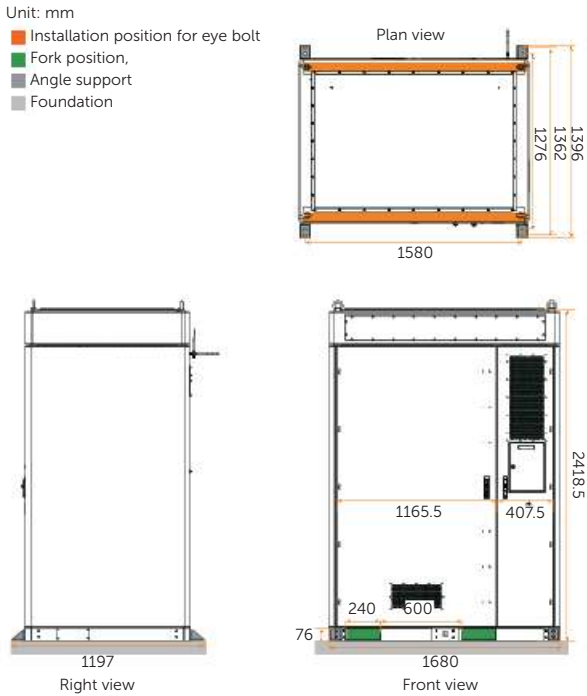 Unit: mm
Installation position for eye bolt
Fork position,
Angle support
Foundation
Plan view
1276
1362
1396
1580
2418.5
1165.5
407.5
240
600
76
1197
1680
Right view
Front view